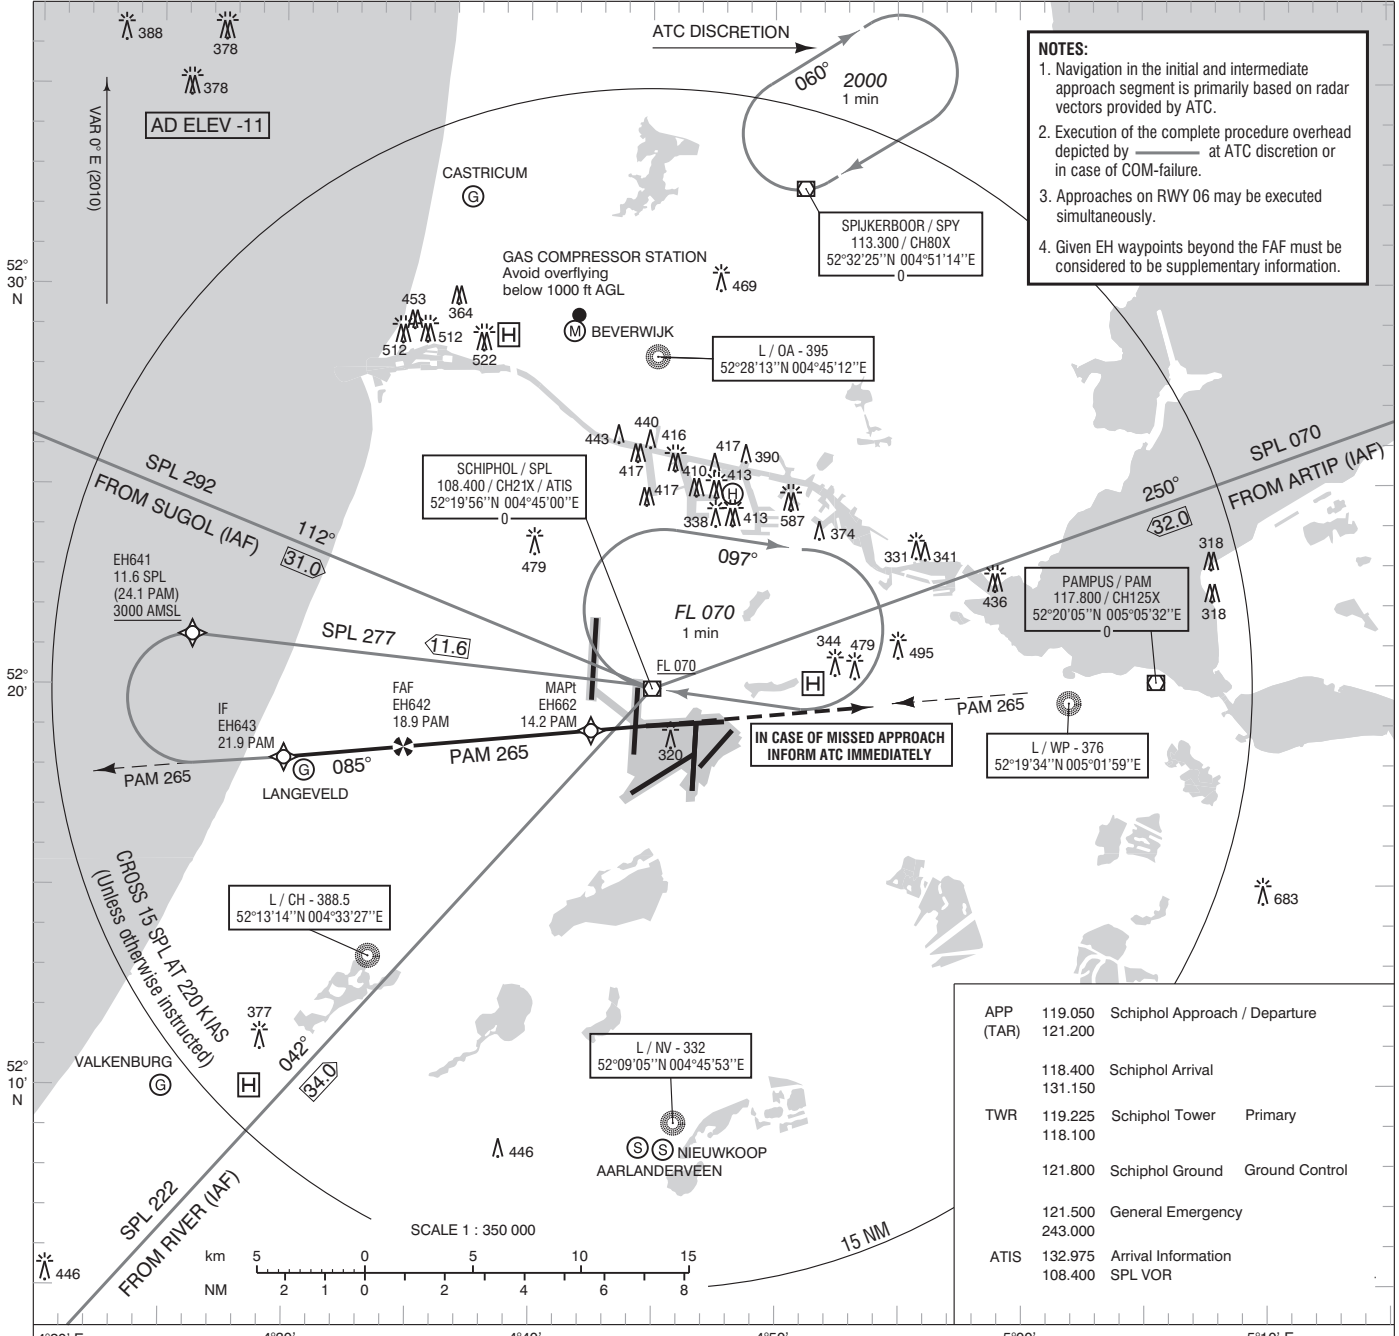 388
378
378
AD ELEV -11
VAR 0° E (2010)
ATC DISCRETION
060°
2000
1 min
NOTES:
1. Navigation in the initial and intermediate
approach segment is primarily based on radar
vectors provided by ATC.
2. Execution of the complete procedure overhead
depicted by at ATC discretion or
in case of COM-failure.
3. Approaches on RWY 06 may be executed
simultaneously.
4. Given EH waypoints beyond the FAF must be
considered to be supplementary information.
CASTRICUM
G
SPIJKERBOOR / SPY
113.300 / CH80X
52°32'25''N 004°51'14''E
0
52°
30'
N
GAS COMPRESSOR STATION
Avoid overflying
below 1000 ft AGL
469
453
364
512
512
522
H
M BEVERWIJK
L / OA - 395
52°28'13''N 004°45'12''E
443
440
416
417
390
417
410
413
417
H
338
413
587
374
331
341
SCHIPHOL / SPL
108.400 / CH21X / ATIS
52°19'56''N 004°45'00''E
0
479
SPL 292
FROM SUGOL (IAF)
112°
31.0
SPL 070
FROM ARTIP (IAF)
250°
32.0
318
318
436
PAMPUS / PAM
117.800 / CH125X
52°20'05''N 005°05'32''E
0
EH641
11.6 SPL
(24.1 PAM)
3000 AMSL
SPL 277
11.6
097°
FL 070
1 min
FL 070
344
479
495
H
52°
20'
N
IF
EH643
21.9 PAM
FAF
EH642
18.9 PAM
MAPt
EH662
14.2 PAM
PAM 265
085°
PAM 265
PAM 265
G
LANGEVELD
320
IN CASE OF MISSED APPROACH
INFORM ATC IMMEDIATELY
L / WP - 376
52°19'34''N 005°01'59''E
CROSS 15 SPL AT 220 KIAS
(Unless otherwise instructed)
L / CH - 388.5
52°13'14''N 004°33'27''E
683
377
VALKENBURG
G
H
042°
34.0
52°
10'
N
L / NV - 332
52°09'05''N 004°45'53''E
446
S
S NIEUWKOOP
AARLANDERVEEN
SPL 222
FROM RIVER (IAF)
446
15 NM
SCALE 1 : 350 000
km 5 0 5 10 15
NM 2 1 0 2 4 6 8
APP 119.050 Schiphol Approach / Departure
(TAR) 121.200
118.400 Schiphol Arrival
131.150
TWR 119.225 Schiphol Tower Primary
118.100
121.800 Schiphol Ground Ground Control
121.500 General Emergency
243.000
ATIS 132.975 Arrival Information
108.400 SPL VOR